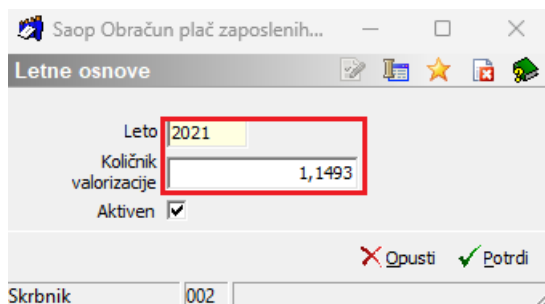 Saop Obračun plač zaposlenih...
Letne osnove
Leto 2021
Količnik
valorizacije 1,1493
Aktiven
Opusti Potrdi
Skrbnik 002